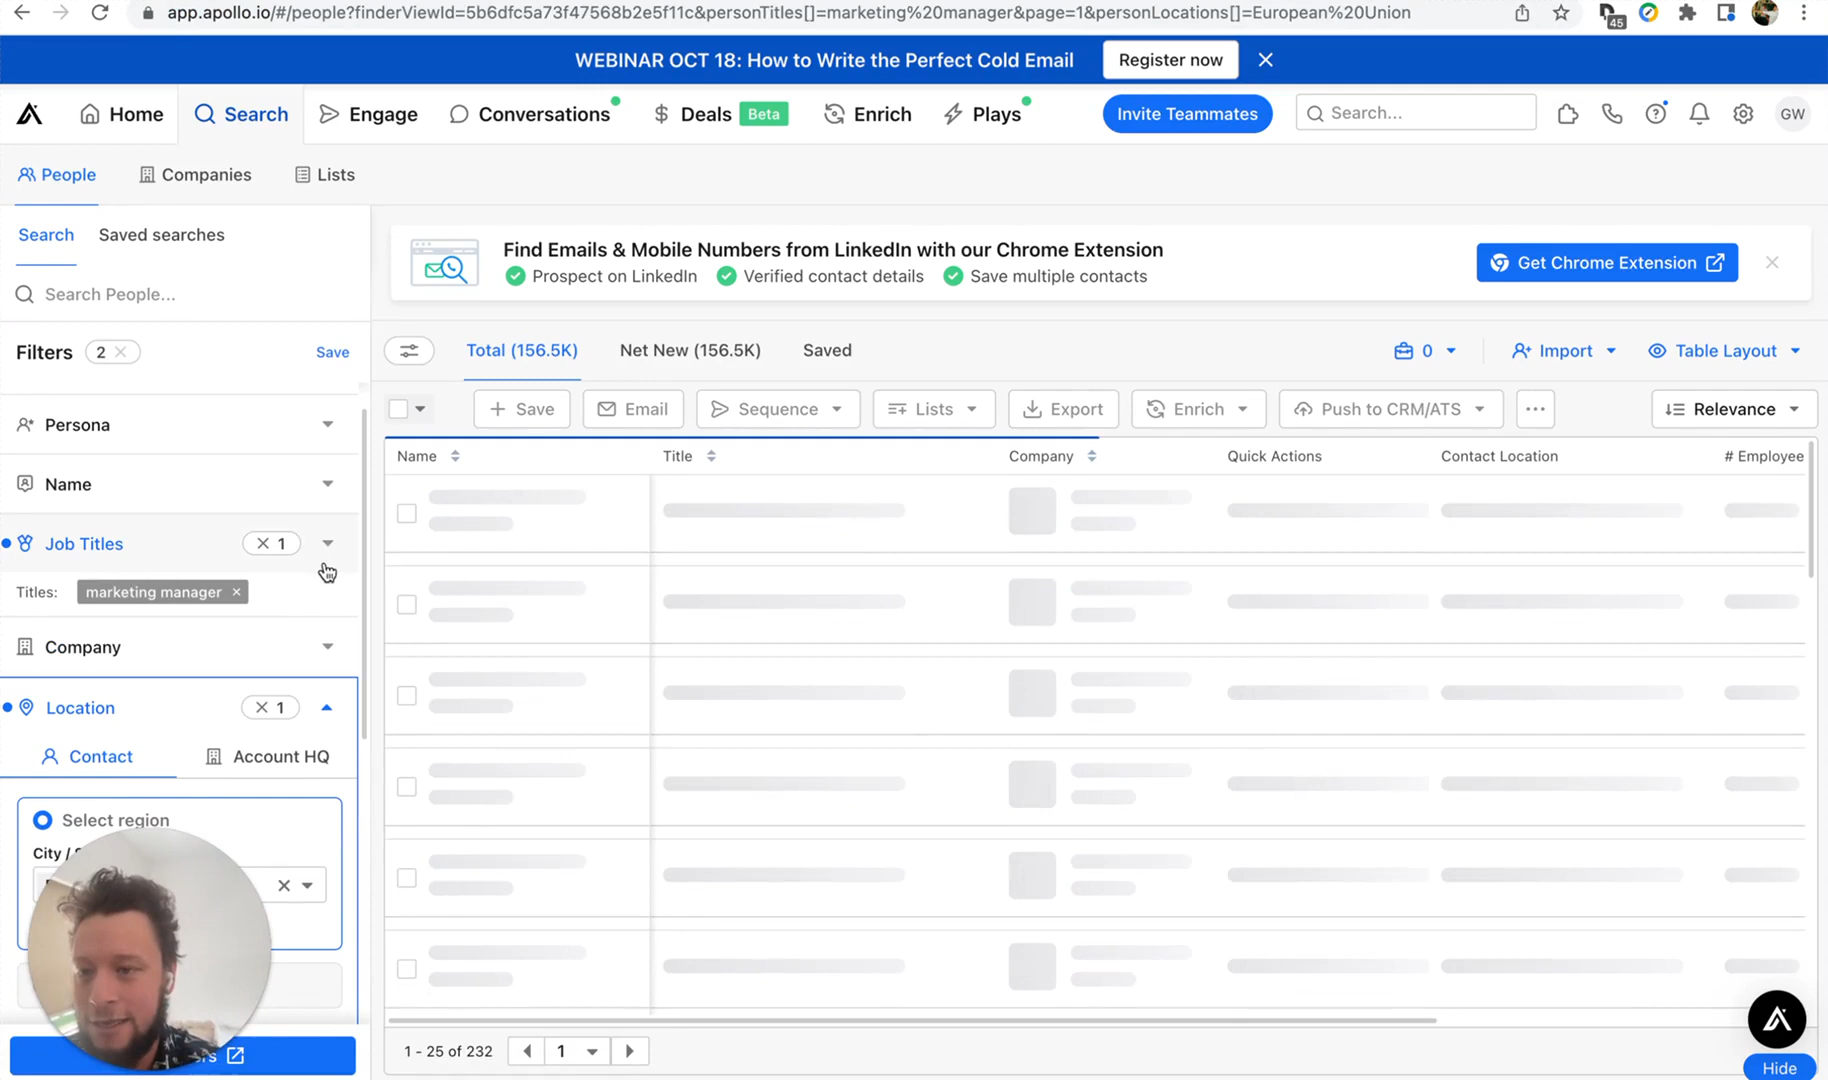 app.apollo.io/#/people?finderViewId=5b6dfc5a73f47568b2e5f11c&personTitles[]=marketing%20manager&page=1&personLocations[]=European%20Union
45
WEBINAR OCT 18: How to Write the Perfect Cold Email
Register now
Home
Search
Engage
Conversations
Deals
Beta
Enrich
Plays
Invite Teammates
Search...
GW
People
Companies
Lists
Search
Saved searches
Search People...
Filters
2
Save
Persona
Name
Job Titles
1
Titles:
marketing manager
Company
Location
1
Contact
Account HQ
Select region
City /
Find Emails & Mobile Numbers from LinkedIn with our Chrome Extension
Prospect on LinkedIn
Verified contact details
Save multiple contacts
Get Chrome Extension
Total (156.5K)
Net New (156.5K)
Saved
0
Import
Table Layout
Save
Email
Sequence
Lists
Export
Enrich
Push to CRM/ATS
Relevance
Name
Title
Company
Quick Actions
Contact Location
# Employee
1 - 25 of 232
1
Hide